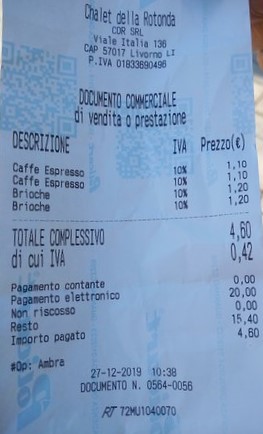 Chalet della Rotonda
COR SRL
Viale Italia 136
CAP 57017 Livorno LI
P.IVA 01833690496
DOCUMENTO COMMERCIALE
di vendita o prestazione
DESCRIZIONE IVA Prezzo(€)
Caffe Espresso 10% 1,10
Caffe Espresso 10% 1,10
Brioche 10% 1,20
Brioche 10% 1,20
TOTALE COMPLESSIVO 4,60
di cui IVA 0,42
Pagamento contante 0,00
Pagamento elettronico 20,00
Non riscosso 0,00
Resto 15,40
Importo pagato 4,60
#Op: Ambra
27-12-2019 10:38
DOCUMENTO N. 0564-0056
RT 72MU1040070